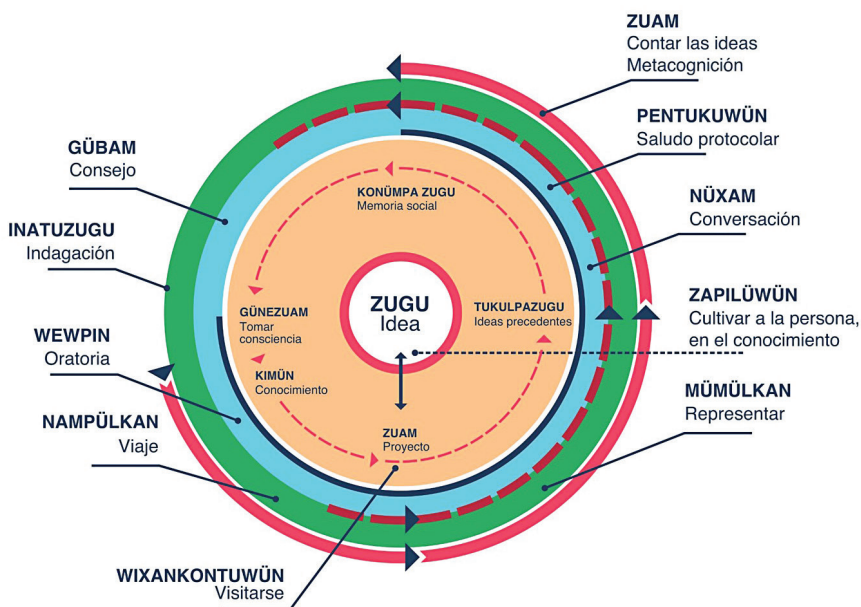 ZUAM
Contar las ideas
Metacognición
PENTUKUWÜN
Saludo protocolar
NÜXAM
Conversación
ZAPILÜWÜN
Cultivar a la persona,
en el conocimiento
MÜMÜLKAN
Representar
GÜBAM
Consejo
INATUZUGU
Indagación
WEWPIN
Oratoria
NAMPÜLKAN
Viaje
WIXANKONTUWÜN
Visitarse
KONÜMPA ZUGU
Memoria social
GÜNEZUAM
Tomar
consciencia
KIMÜN
Conocimiento
ZUGU
Idea
TUKULPAZUGU
Ideas precedentes
ZUAM
Proyecto